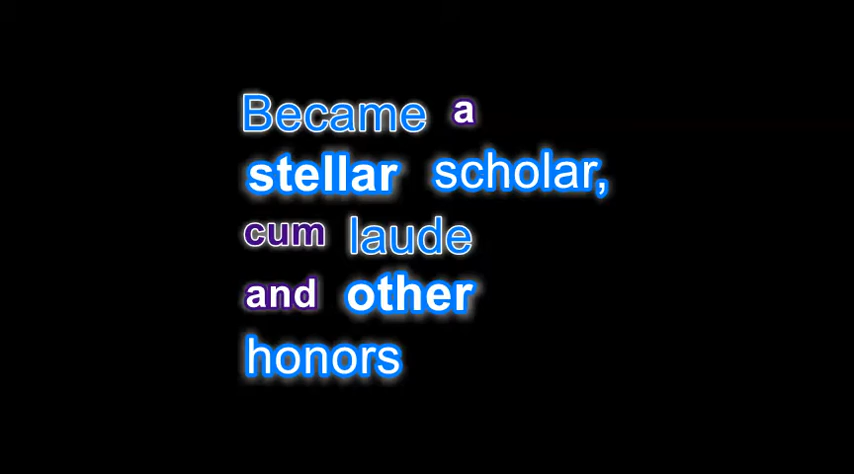 Became a
stellar scholar,
cum laude
and other
honors